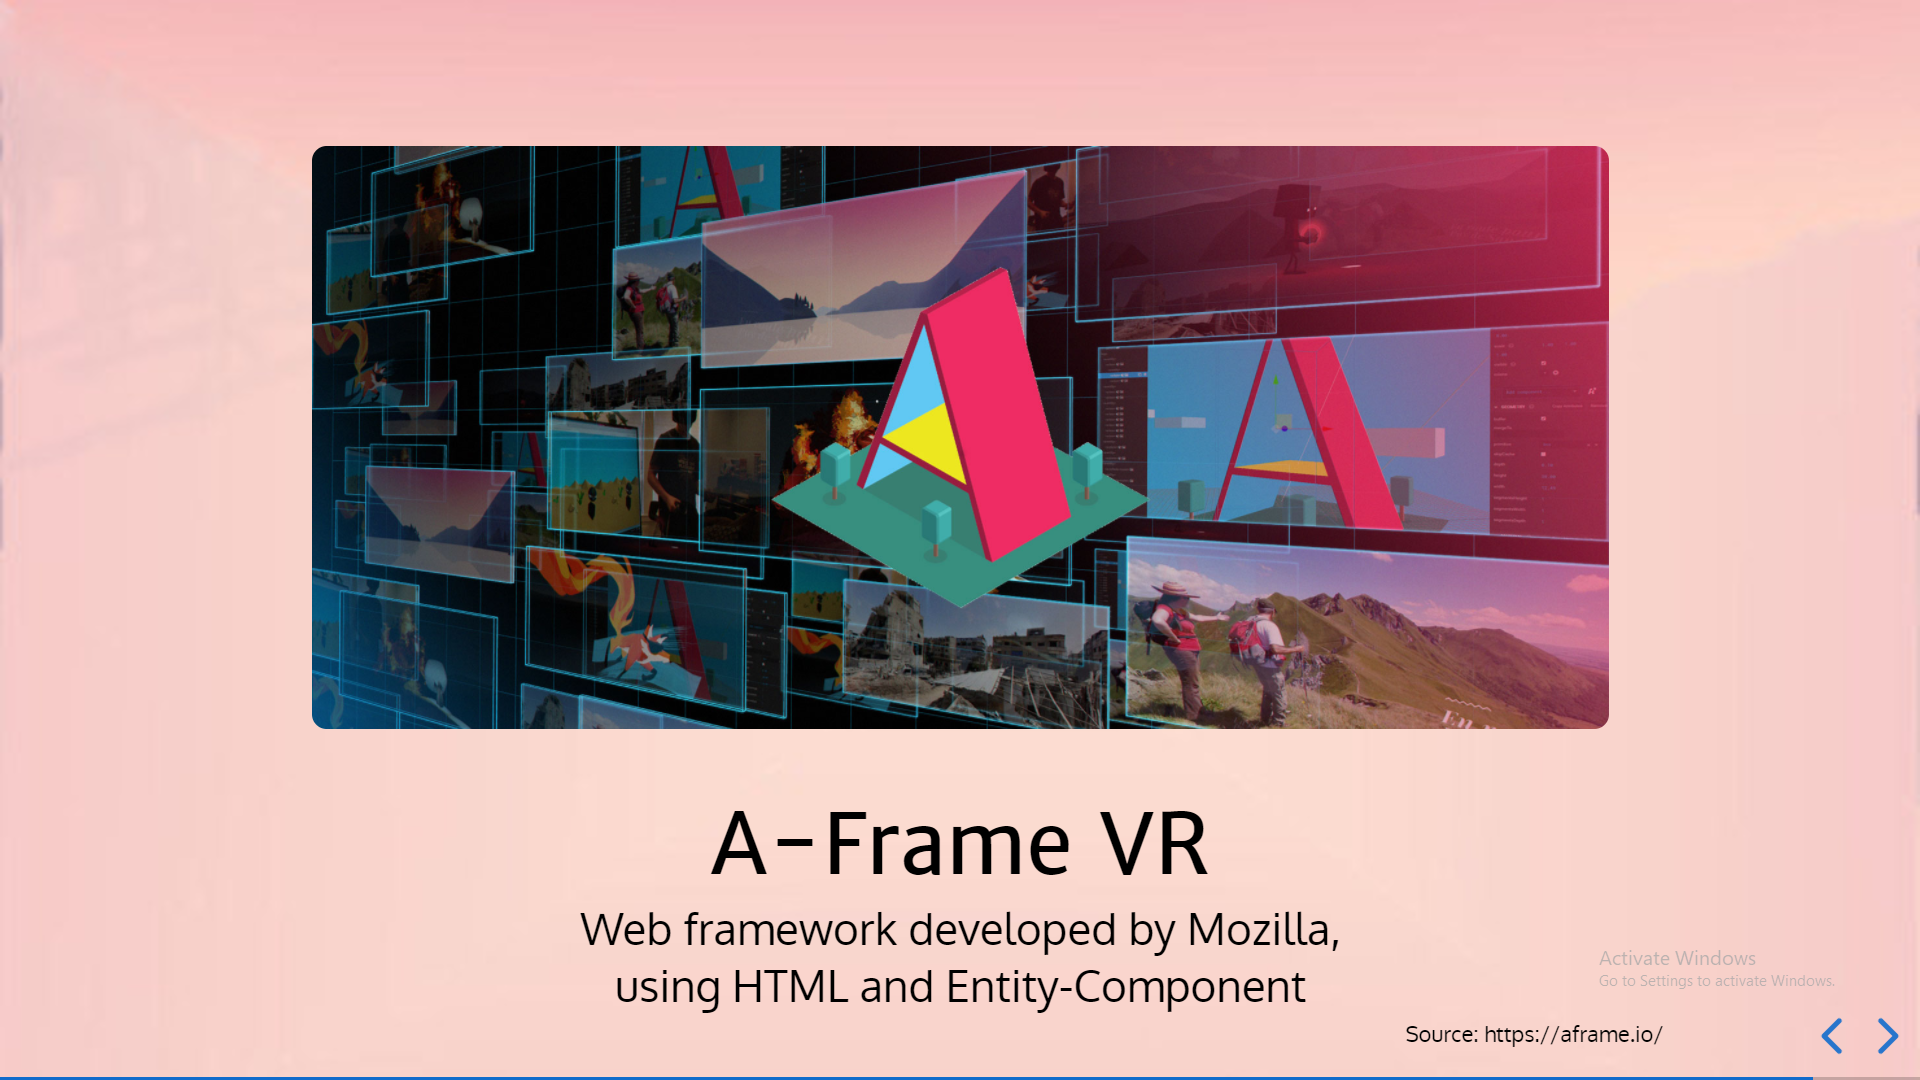 A-Frame VR
Web framework developed by Mozilla,
using HTML and Entity-Component
Activate Windows
Go to Settings to activate Windows.
Source: https://aframe.io/